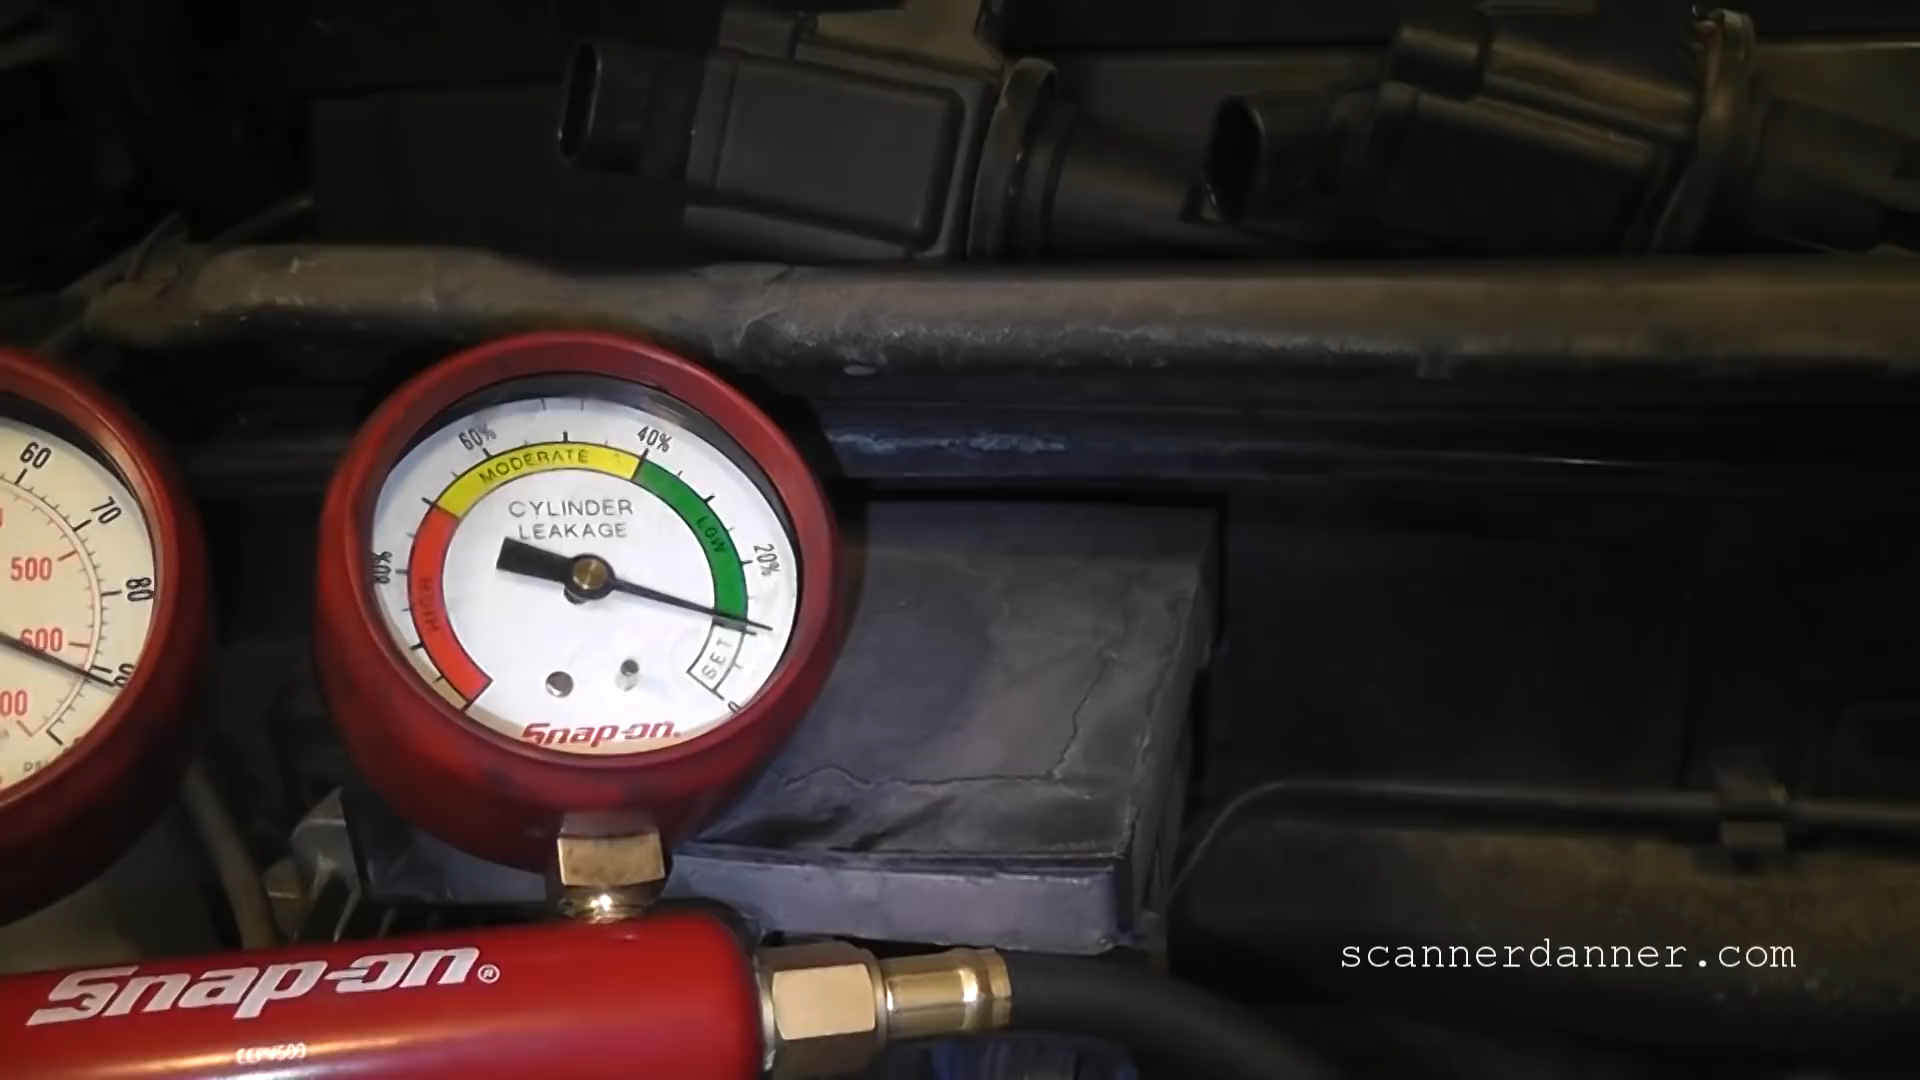 60
70
500
80
600
60%
40%
MODERATE
CYLINDER
LEAKAGE
LOW
20%
80%
HIGH
SET
0
Snap-on
Snap-on®
scannerdanner.com